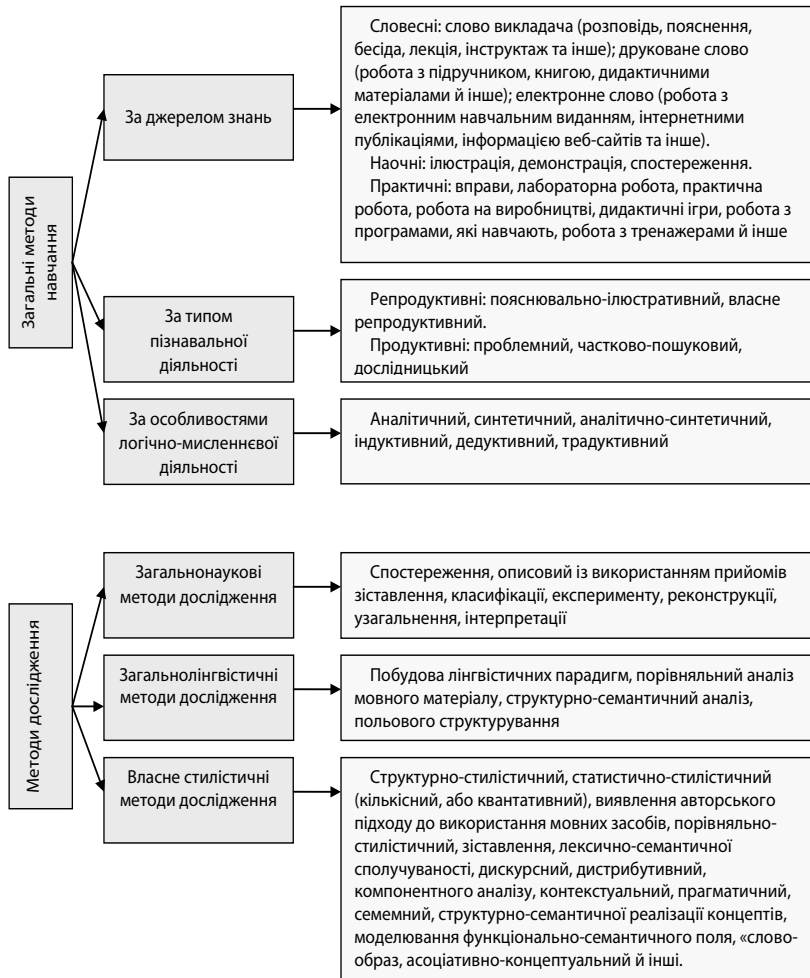 Загальні методи
навчання
За джерелом знань
Словесні: слово викладача (розповідь, пояснення,
бесіда, лекція, інструктаж та інше); друковане слово
(робота з підручником, книгою, дидактичними
матеріалами й інше); електронне слово (робота з
електронним навчальним виданням, інтернетними
публікаціями, інформацією веб-сайтів та інше).
Наочні: ілюстрація, демонстрація, спостереження.
Практичні: вправи, лабораторна робота, практична
робота, робота на виробництві, дидактичні ігри, робота з
програмами, які навчають, робота з тренажерами й інше
За типом
пізнавальної
діяльності
Репродуктивні: пояснювально-ілюстративний, власне
репродуктивний.
Продуктивні: проблемний, частково-пошуковий,
дослідницький
За особливостями
логічно-мисленнєвої
діяльності
Аналітичний, синтетичний, аналітично-синтетичний,
індуктивний, дедуктивний, традуктивний
Методи дослідження
Загальнонаукові
методи дослідження
Спостереження, описовий із використанням прийомів
зіставлення, класифікації, експерименту, реконструкції,
узагальнення, інтерпретації
Загальнолінгвістичні
методи дослідження
Побудова лінгвістичних парадигм, порівняльний аналіз
мовного матеріалу, структурно-семантичний аналіз,
польового структурування
Власне стилістичні
методи дослідження
Структурно-стилістичний, статистично-стилістичний
(кількісний, або квантативний), виявлення авторського
підходу до використання мовних засобів, порівняльно-
стилістичний, зіставлення, лексично-семантичної
сполучуваності, дискурсний, дистрибутивний,
компонентного аналізу, контекстуальний, прагматичний,
семемний, структурно-семантичної реалізації концептів,
моделювання функціонально-семантичного поля, «слово-
образ, асоціативно-концептуальний й інші.